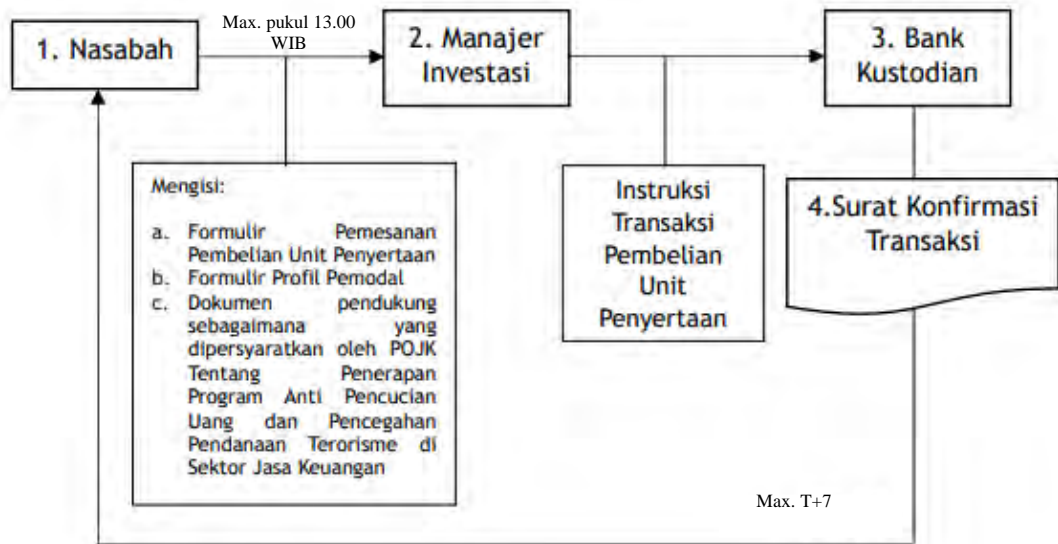 1. Nasabah
Max. pukul 13.00
WIB
2. Manajer
Investasi
3. Bank
Kustodian
Mengisi:
a. Formulir Pemesanan
Pembelian Unit Penyertaan
b. Formulir Profil Pemodal
c. Dokumen pendukung
sebagaimana yang
dipersyaratkan oleh POJK
Tentang Penerapan
Program Anti Pencucian
Uang dan Pencegahan
Pendanaan Terorisme di
Sektor Jasa Keuangan
Instruksi
Transaksi
Pembelian
Unit
Penyertaan
4.Surat Konfirmasi
Transaksi
Max. T+7